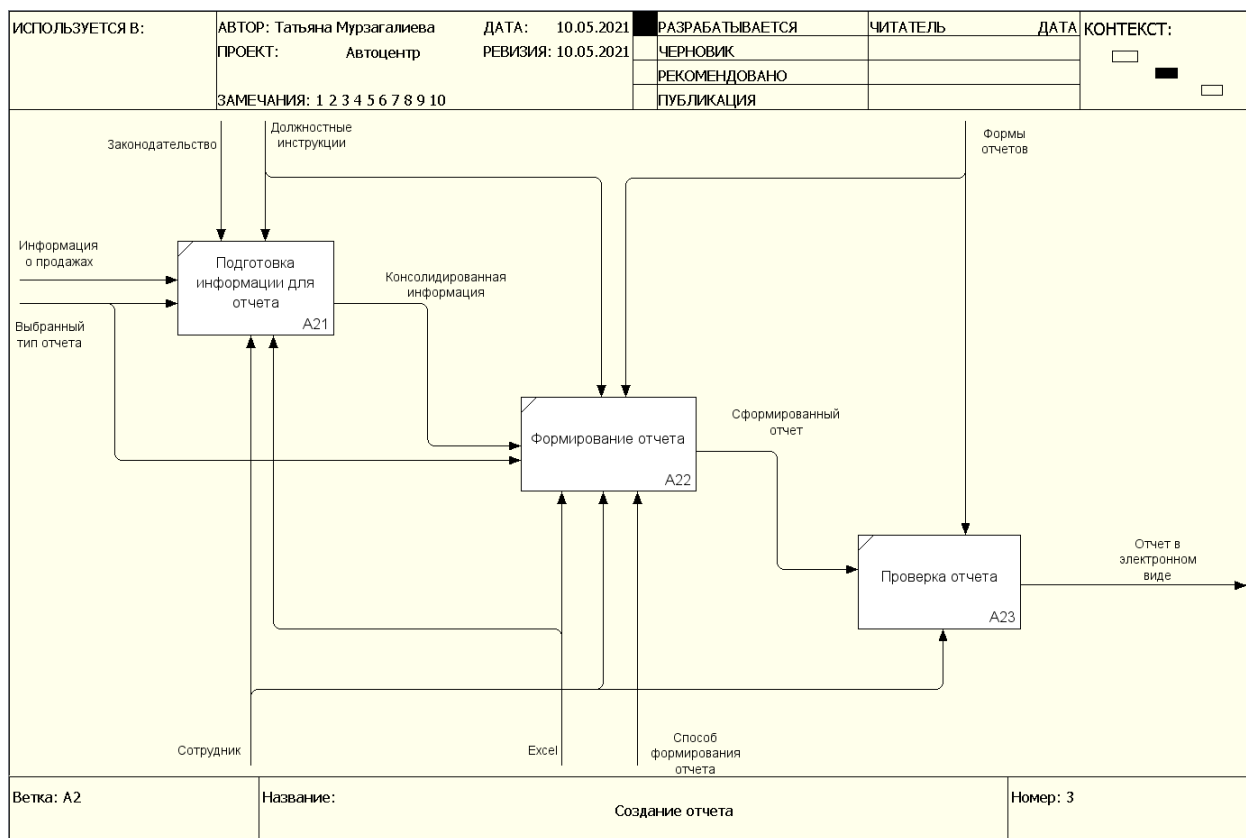 ИСПОЛЬЗУЕТСЯ В:
АВТОР: Татьяна Мурзагалиева
ДАТА: 10.05.2021
РАЗРАБАТЫВАЕТСЯ
ЧИТАТЕЛЬ
ДАТА
КОНТЕКСТ:
ПРОЕКТ: Автоцентр
РЕВИЗИЯ: 10.05.2021
ЧЕРНОВИК
РЕКОМЕНДОВАНО
ЗАМЕЧАНИЯ: 1 2 3 4 5 6 7 8 9 10
ПУБЛИКАЦИЯ
Законодательство
Должностные
инструкции
Формы
отчетов
Информация
о продажах
Подготовка
информации для
отчета
A21
Консолидированная
информация
Выбранный
тип отчета
Формирование отчета
A22
Сформированный
отчет
Проверка отчета
A23
Отчет в
электронном
виде
Сотрудник
Excel
Способ
формирования
отчета
Ветка: A2
Название:
Создание отчета
Номер: 3